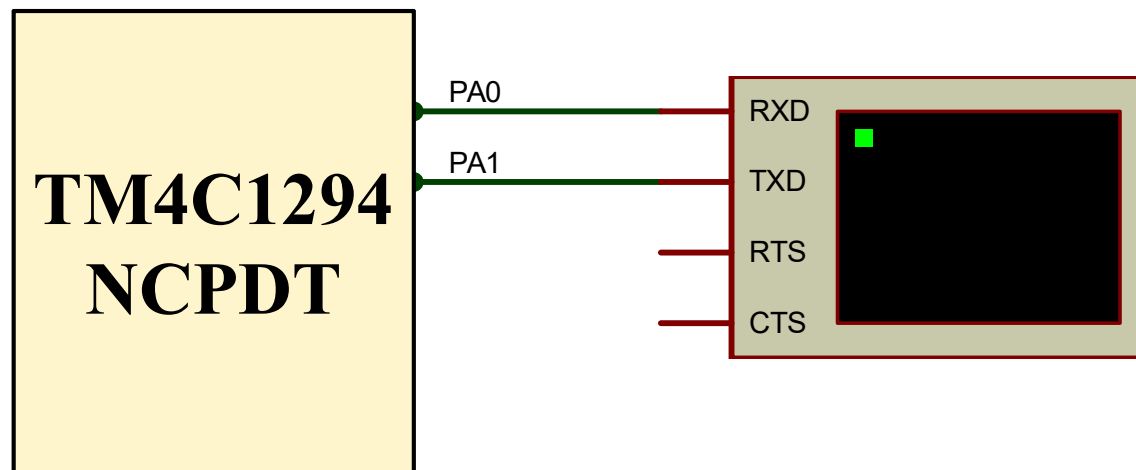 TM4C1294
NCPDT
PA0
PA1
RXD
TXD
RTS
CTS